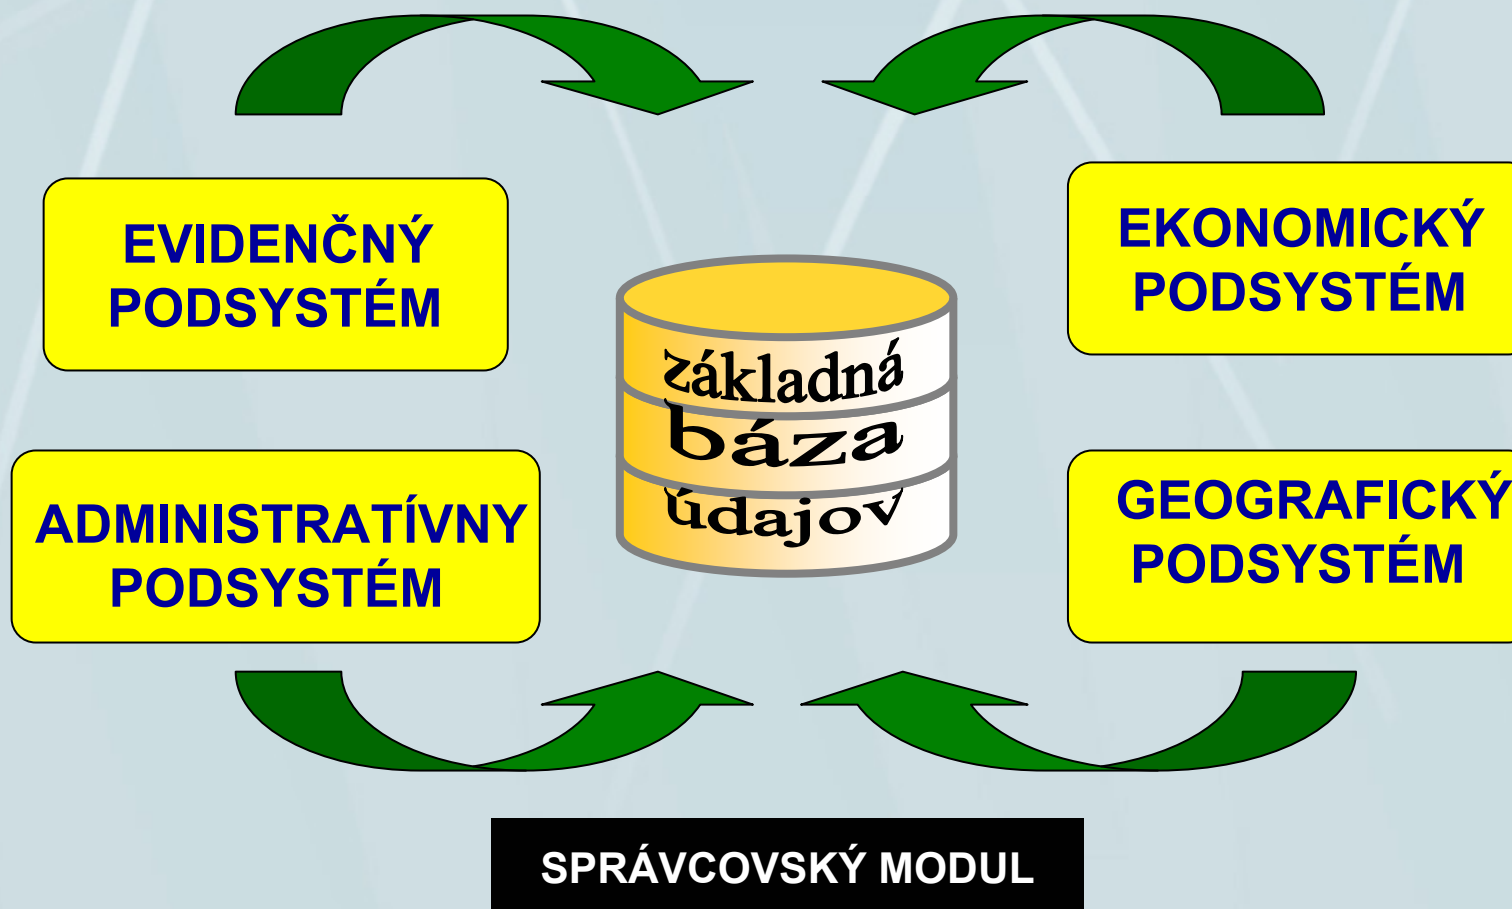 EVIDENČNÝ
PODSYSTÉM
EKONOMICKÝ
PODSYSTÉM
základná
báza
údajov
ADMINISTRATÍVNY
PODSYSTÉM
GEOGRAFICKÝ
PODSYSTÉM
SPRÁVCOVSKÝ MODUL